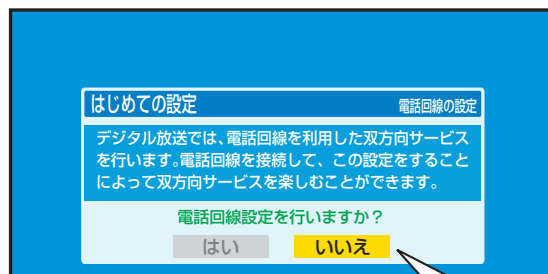 はじめての設定 電話回線の設定
デジタル放送では、電話回線を利用した双方向サービス
を行います。電話回線を接続して、この設定をすること
によって双方向サービスを楽しむことができます。
電話回線設定を行いますか？
はい いいえ